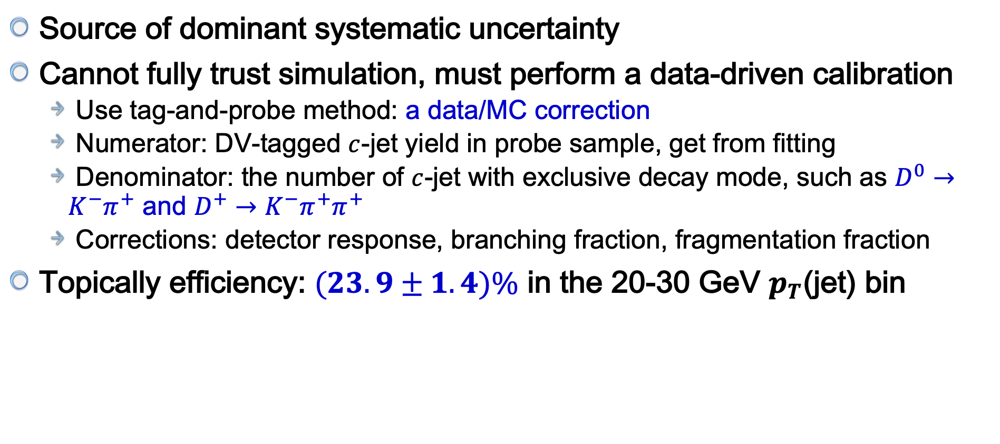 Source of dominant systematic uncertainty
Cannot fully trust simulation, must perform a data-driven calibration
Use tag-and-probe method: a data/MC correction
Numerator: DV-tagged c-jet yield in probe sample, get from fitting
Denominator: the number of c-jet with exclusive decay mode, such as D⁰ →
K⁻π⁺ and D⁺ → K⁻π⁺π⁺
Corrections: detector response, branching fraction, fragmentation fraction
Topically efficiency: (23.9 ± 1.4)% in the 20-30 GeV p_T(jet) bin